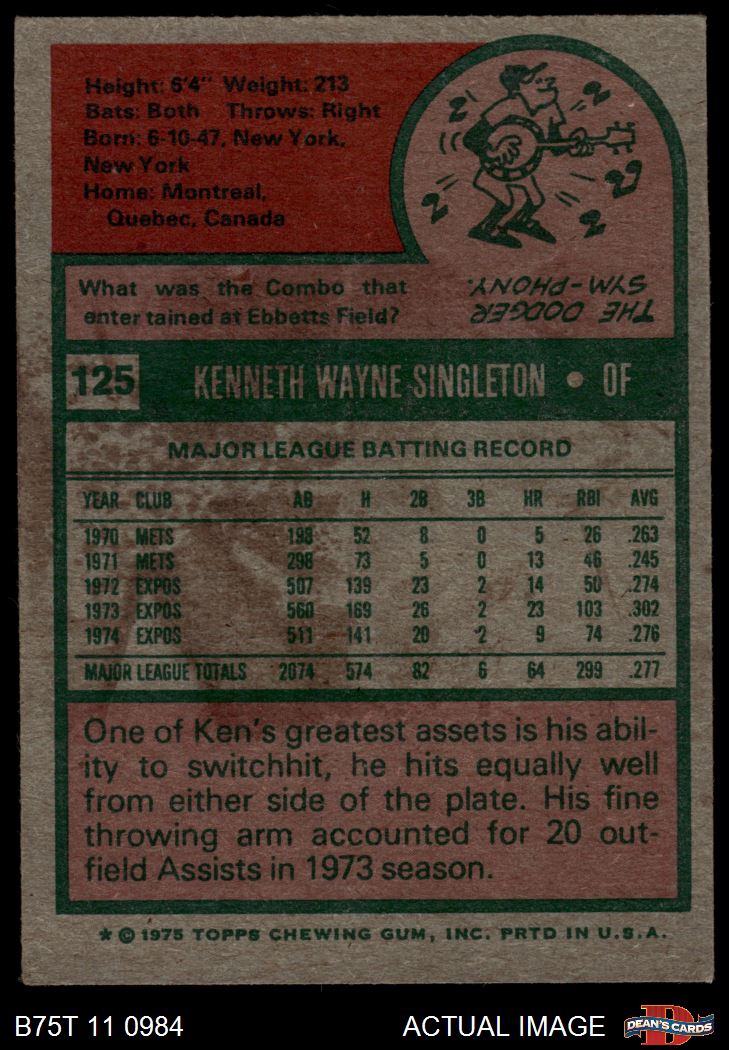 Height: 6'4" Weight: 213
Bats: Both Throws: Right
Born: 6-10-47, New York,
New York
Home: Montreal,
Quebec, Canada
What was the Combo that
entertained at Ebbetts Field?
THE DODGER
SYM-PHONY.
125 KENNETH WAYNE SINGLETON • OF
MAJOR LEAGUE BATTING RECORD
YEAR CLUB AB H 2B 3B HR RBI AVG
1970 METS 198 52 8 0 5 26 .263
1971 METS 298 73 5 0 13 46 .245
1972 EXPOS 507 139 23 2 14 50 .274
1973 EXPOS 560 169 26 2 23 103 .302
1974 EXPOS 511 141 20 2 9 74 .276
MAJOR LEAGUE TOTALS 2074 574 82 6 64 299 .277
One of Ken's greatest assets is his abil-
ity to switchhit, he hits equally well
from either side of the plate. His fine
throwing arm accounted for 20 out-
field Assists in 1973 season.
* © 1975 TOPPS CHEWING GUM, INC. PRTD IN U.S.A.
B75T 11 0984 ACTUAL IMAGE
D
DEAN'S CARDS